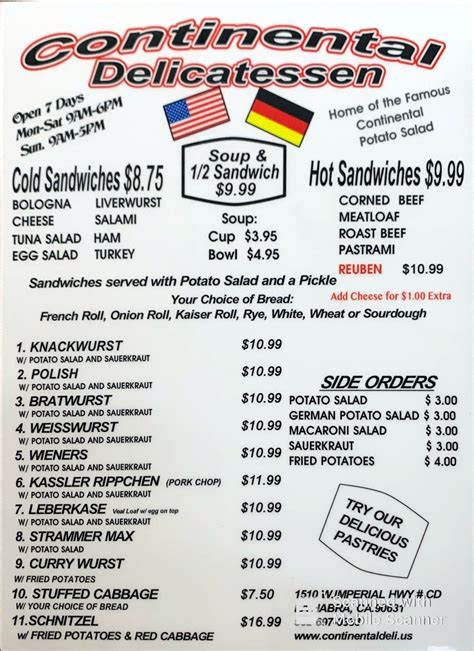 Continental
Delicatessen
Open 7 Days
Mon-Sat 9AM-6PM
Sun. 9AM-5PM
Home of the Famous
Continental
Potato Salad
Cold Sandwiches $8.75
BOLOGNA LIVERWURST
CHEESE SALAMI
TUNA SALAD HAM
EGG SALAD TURKEY
Soup &
1/2 Sandwich
$9.99
Soup:
Cup $3.95
Bowl $4.95
Hot Sandwiches $9.99
CORNED BEEF
MEATLOAF
ROAST BEEF
PASTRAMI
REUBEN $10.99
Sandwiches served with Potato Salad and a Pickle
Add Cheese for $1.00 Extra
Your Choice of Bread:
French Roll, Onion Roll, Kaiser Roll, Rye, White, Wheat or Sourdough
1. KNACKWURST $10.99
W/ POTATO SALAD AND SAUERKRAUT
2. POLISH $10.99
W/ POTATO SALAD AND SAUERKRAUT
3. BRATWURST $10.99
W/ POTATO SALAD AND SAUERKRAUT
4. WEISSWURST $10.99
W/ POTATO SALAD AND SAUERKRAUT
5. WIENERS $10.99
W/ POTATO SALAD AND SAUERKRAUT
6. KASSLER RIPPCHEN (PORK CHOP) $11.99
W/ POTATO SALAD AND SAUERKRAUT
7. LEBERKASE Veal Loaf w/ egg on top $10.99
W/ POTATO SALAD AND SAUERKRAUT
8. STRAMMER MAX $10.99
W/ POTATO SALAD
9. CURRY WURST $10.99
W/ FRIED POTATOES
10. STUFFED CABBAGE $7.50
W/ YOUR CHOICE OF BREAD
11.SCHNITZEL $16.99
w/ FRIED POTATOES & RED CABBAGE
SIDE ORDERS
POTATO SALAD $ 3.00
GERMAN POTATO SALAD $ 3.00
MACARONI SALAD $ 3.00
SAUERKRAUT $ 3.00
FRIED POTATOES $ 4.00
TRY OUR
DELICIOUS
PASTRIES
1510 W.IMPERIAL HWY # CD
HABRA, CA.90631
697-
www.continentaldeli.us
Scanned with
Mobile Scanner